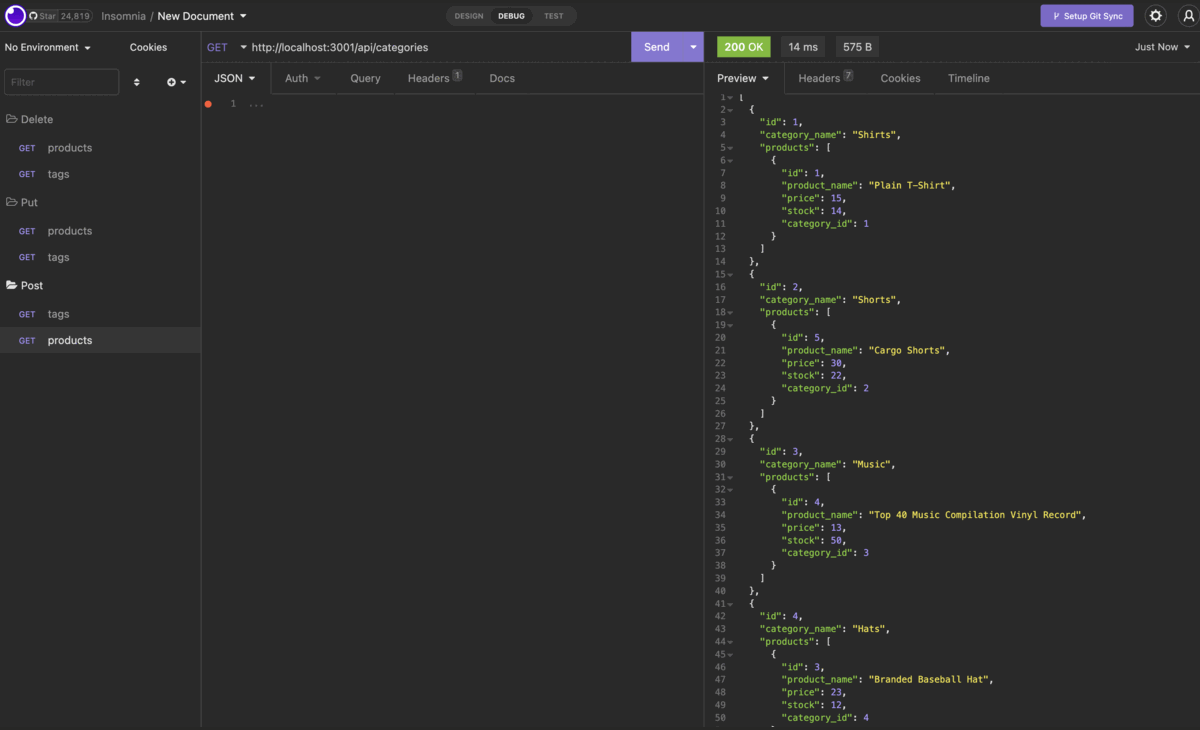 Star 24,819 Insomnia / New Document DESIGN DEBUG TEST Setup Git Sync
No Environment Cookies
Filter
Delete
GET products
GET tags
Put
GET products
GET tags
Post
GET tags
GET products
GET http://localhost:3001/api/categories Send
JSON Auth Query Headers 1 Docs
1 ...
200 OK 14 ms 575 B Just Now
Preview Headers 7 Cookies Timeline
1 [
2 {
3 "id": 1,
4 "category_name": "Shirts",
5 "products": [
6 {
7 "id": 1,
8 "product_name": "Plain T-Shirt",
9 "price": 15,
10 "stock": 14,
11 "category_id": 1
12 }
13 ]
14 },
15 {
16 "id": 2,
17 "category_name": "Shorts",
18 "products": [
19 {
20 "id": 5,
21 "product_name": "Cargo Shorts",
22 "price": 30,
23 "stock": 22,
24 "category_id": 2
25 }
26 ]
27 },
28 {
29 "id": 3,
30 "category_name": "Music",
31 "products": [
32 {
33 "id": 4,
34 "product_name": "Top 40 Music Compilation Vinyl Record",
35 "price": 13,
36 "stock": 50,
37 "category_id": 3
38 }
39 ]
40 },
41 {
42 "id": 4,
43 "category_name": "Hats",
44 "products": [
45 {
46 "id": 3,
47 "product_name": "Branded Baseball Hat",
48 "price": 23,
49 "stock": 12,
50 "category_id": 4